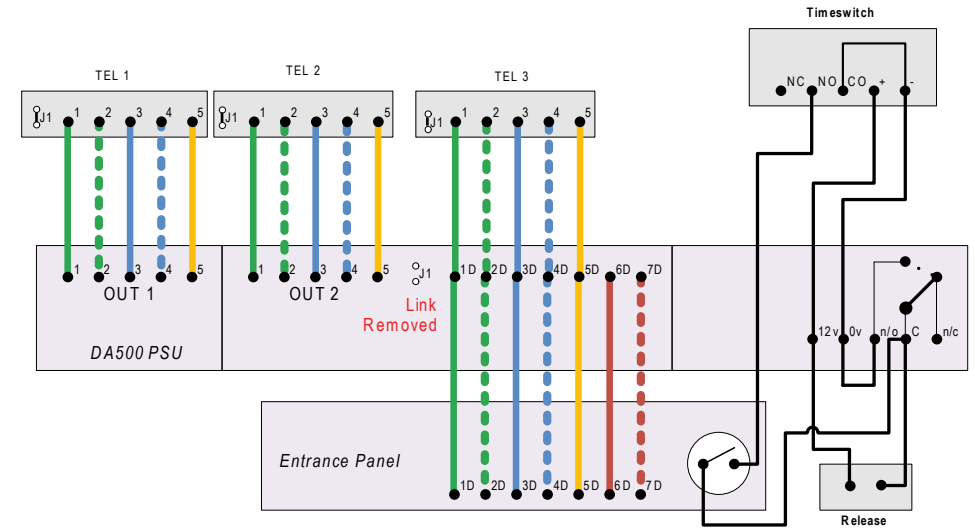 Timeswitch
TEL 1
TEL 2
TEL 3
NC NO CO + -
J1 1 2 3 4 5
J1 1 2 3 4 5
J1 1 2 3 4 5
1 2 3 4 5
1 2 3 4 5
J1 1D 2D 3D 4D 5D 6D 7D
OUT 1
OUT 2
Link
Removed
12v 0v n/o C n/c
DA500 PSU
Entrance Panel
1D 2D 3D 4D 5D 6D 7D
Release